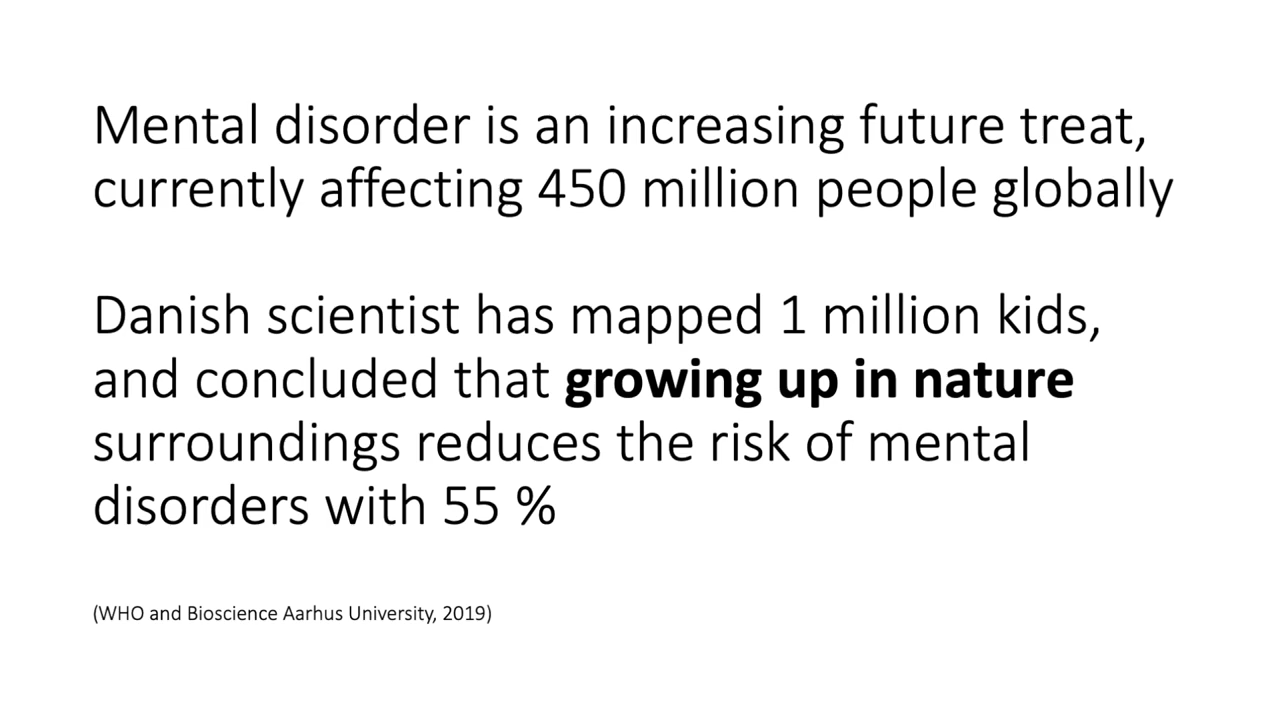 Mental disorder is an increasing future treat,
currently affecting 450 million people globally
Danish scientist has mapped 1 million kids,
and concluded that growing up in nature
surroundings reduces the risk of mental
disorders with 55 %
(WHO and Bioscience Aarhus University, 2019)